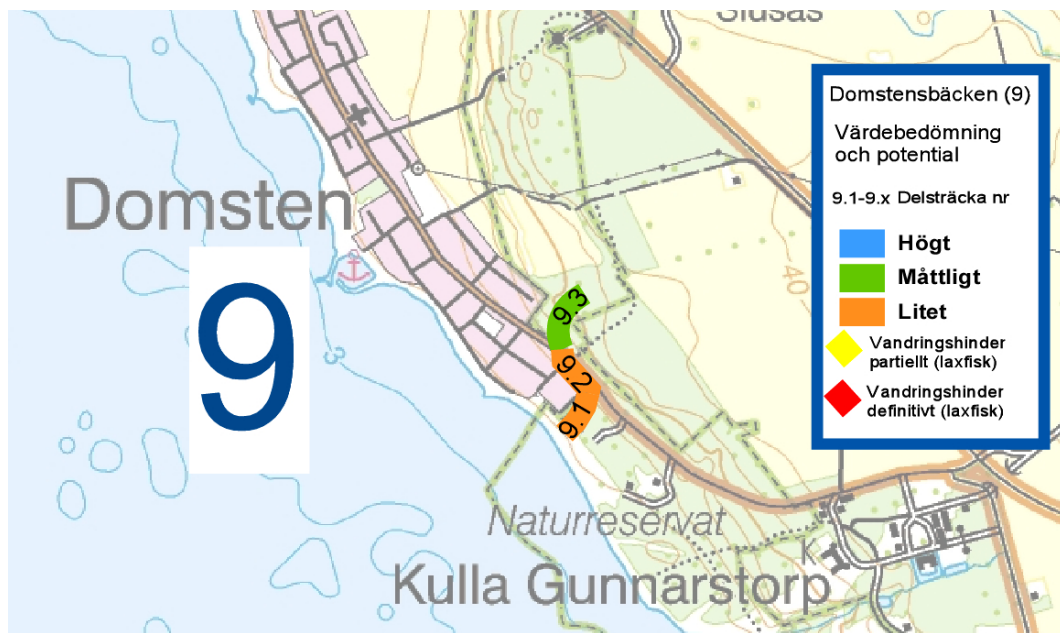 Slusås
Domstensbäcken (9)
Värdebedömning
och potential
9.1-9.x Delsträcka nr
Högt
Måttligt
Litet
Vandringshinder
partiellt (laxfisk)
Vandringshinder
definitivt (laxfisk)
Domsten
9
40
9.3
9.2
9.1
Naturreservat
K
Kulla Gunnarstorp